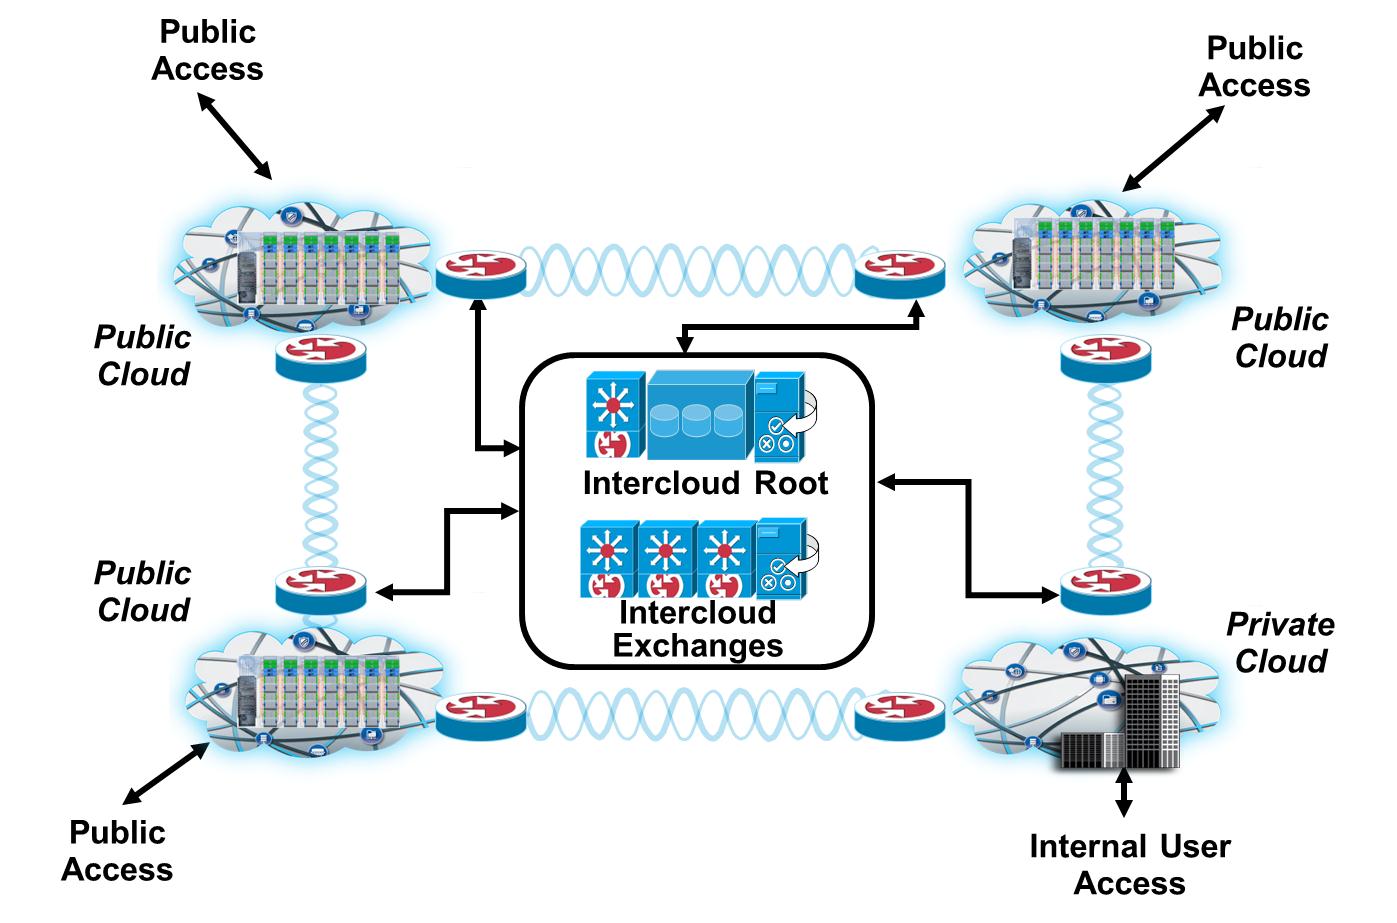 Public
Access
Public
Access
Public
Cloud
Public
Cloud
Intercloud Root
Public
Cloud
Intercloud
Exchanges
Private
Cloud
Public
Access
Internal User
Access